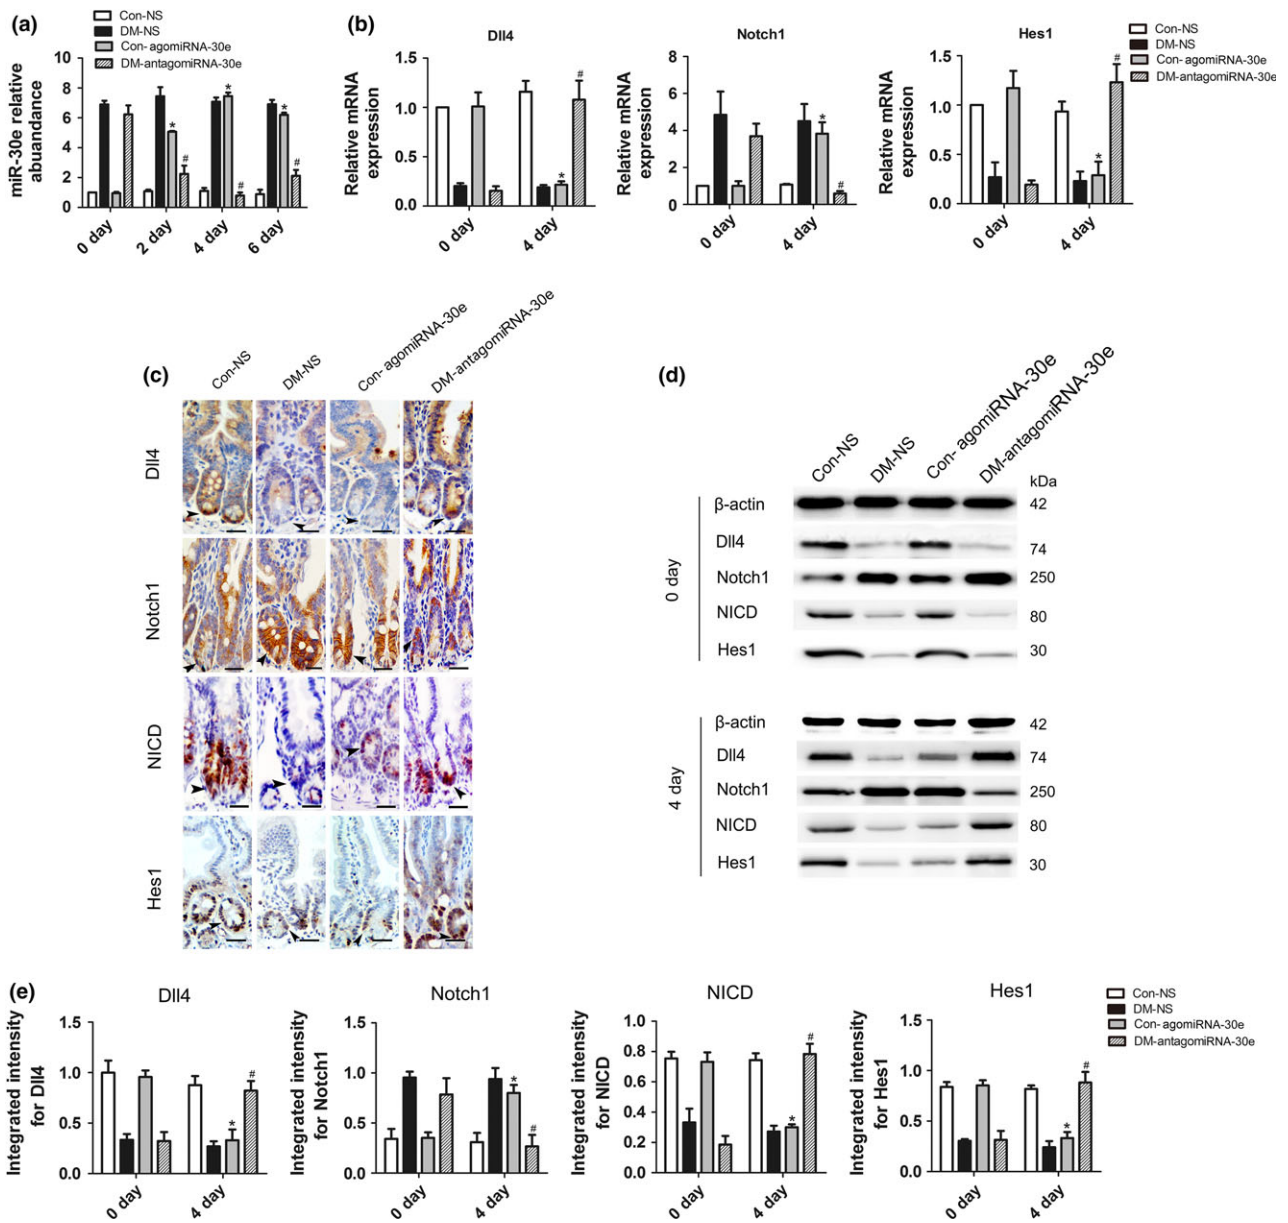 (a)
Con-NS
DM-NS
Con- agomiRNA-30e
DM-antagomiRNA-30e
miR-30e relative
abuandance
10
8
6
4
2
0
*
#
*
#
*
#
0 day
2 day
4 day
6 day
(b)
Dll4
Relative mRNA
expression
1.5
1.0
0.5
0.0
*
#
0 day
4 day
Notch1
Relative mRNA
expression
8
6
4
2
0
*
#
0 day
4 day
Hes1
Relative mRNA
expression
1.5
1.0
0.5
0.0
*
#
0 day
4 day
Con-NS
DM-NS
Con- agomiRNA-30e
DM-antagomiRNA-30e
(c)
Con-NS
DM-NS
Con- agomiRNA-30e
DM-antagomiRNA-30e
Dll4
Notch1
NICD
Hes1
(d)
Con-NS
DM-NS
Con- agomiRNA-30e
DM-antagomiRNA-30e
kDa
0 day
β-actin 42
Dll4 74
Notch1 250
NICD 80
Hes1 30
4 day
β-actin 42
Dll4 74
Notch1 250
NICD 80
Hes1 30
(e)
Dll4
Integrated intensity
for Dll4
1.5
1.0
0.5
0.0
*
#
0 day
4 day
Notch1
Integrated intensity
for Notch1
1.5
1.0
0.5
0.0
*
#
0 day
4 day
NICD
Integrated intensity
for NICD
1.0
0.8
0.6
0.4
0.2
0.0
*
#
0 day
4 day
Hes1
Integrated intensity
for Hes1
1.5
1.0
0.5
0.0
*
#
0 day
4 day
Con-NS
DM-NS
Con- agomiRNA-30e
DM-antagomiRNA-30e